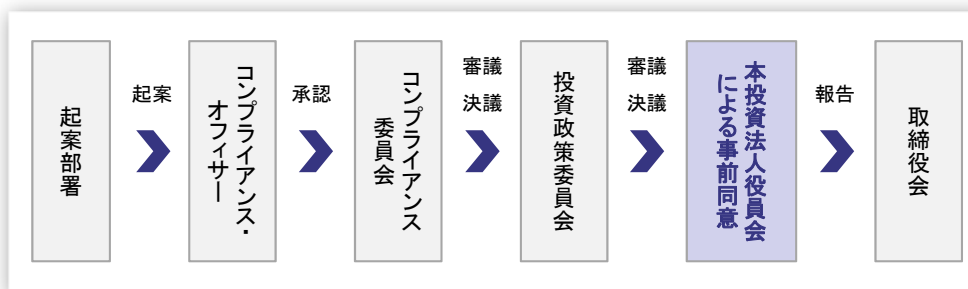 起案部署
起案
コンプライアンス・
オフィサー
承認
コンプライアンス
委員会
審議
決議
投資政策委員会
審議
決議
本投資法人役員会
による事前同意
報告
取締役会